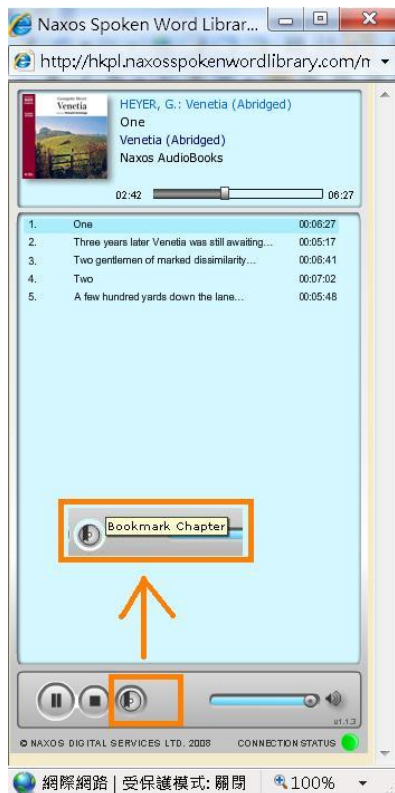 Naxos Spoken Word Librar...
http://hkpl.naxosspokenwordlibrary.com/n
Venetia
HEYER, G.: Venetia (Abridged)
One
Venetia (Abridged)
Naxos AudioBooks
02:42 06:27
1. One 00:06:27
2. Three years later Venetia was still awaiting... 00:05:17
3. Two gentlemen of marked dissimilarity... 00:06:41
4. Two 00:07:02
5. A few hundred yards down the lane... 00:05:48
Bookmark Chapter
v1.1.3
© NAXOS DIGITAL SERVICES LTD. 2008 CONNECTION STATUS
網際網路 | 受保護模式: 關閉 100%